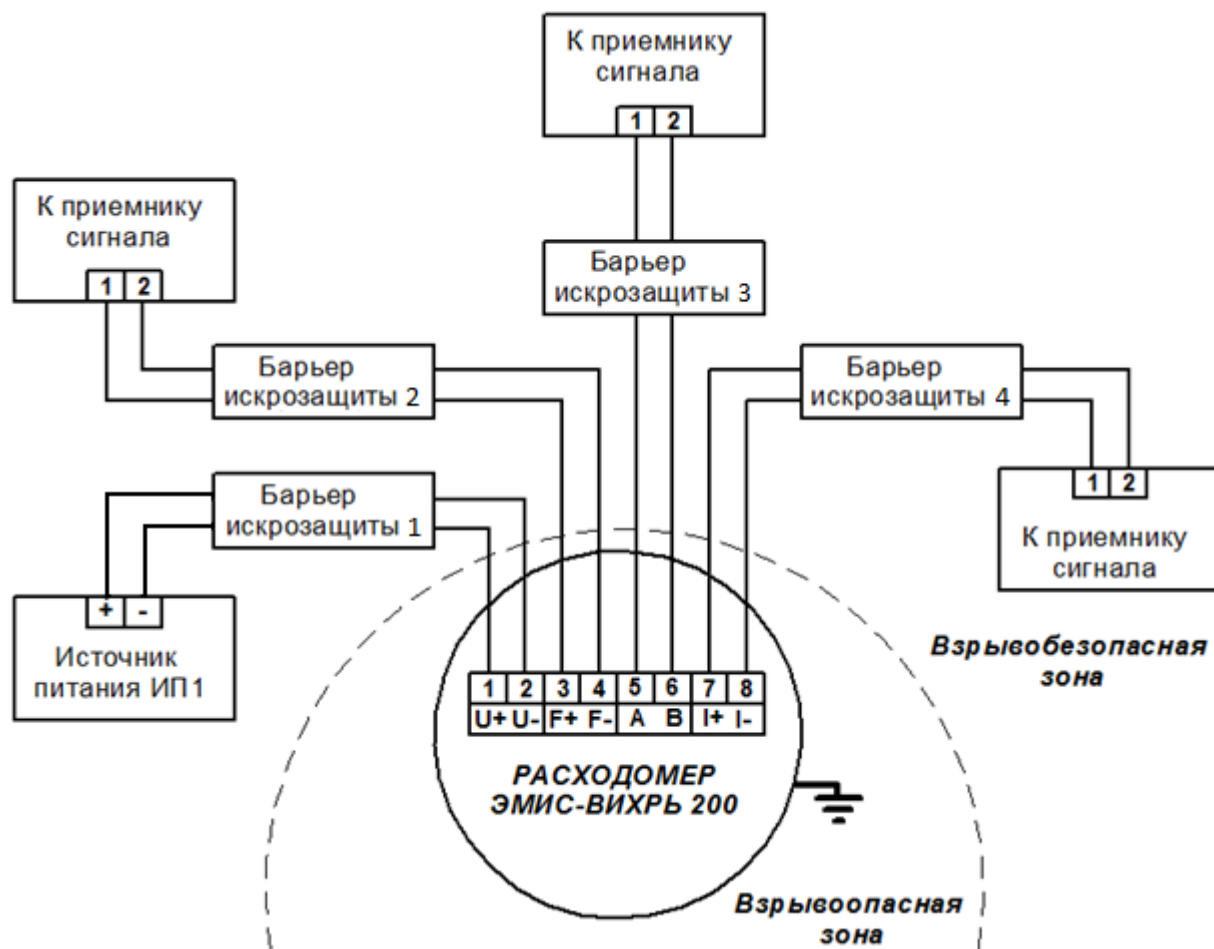 К приемнику
сигнала
1 2
К приемнику
сигнала
1 2
Барьер
искрозащиты 3
Барьер
искрозащиты 2
Барьер
искрозащиты 4
Барьер
искрозащиты 1
1 2
К приемнику
сигнала
+ -
Источник
питания ИП1
Взрывобезопасная
зона
1 2 3 4 5 6 7 8
U+ U- F+ F- A B I+ I-
РАСХОДОМЕР
ЭМИС-ВИХРЬ 200
Взрывоопасная
зона